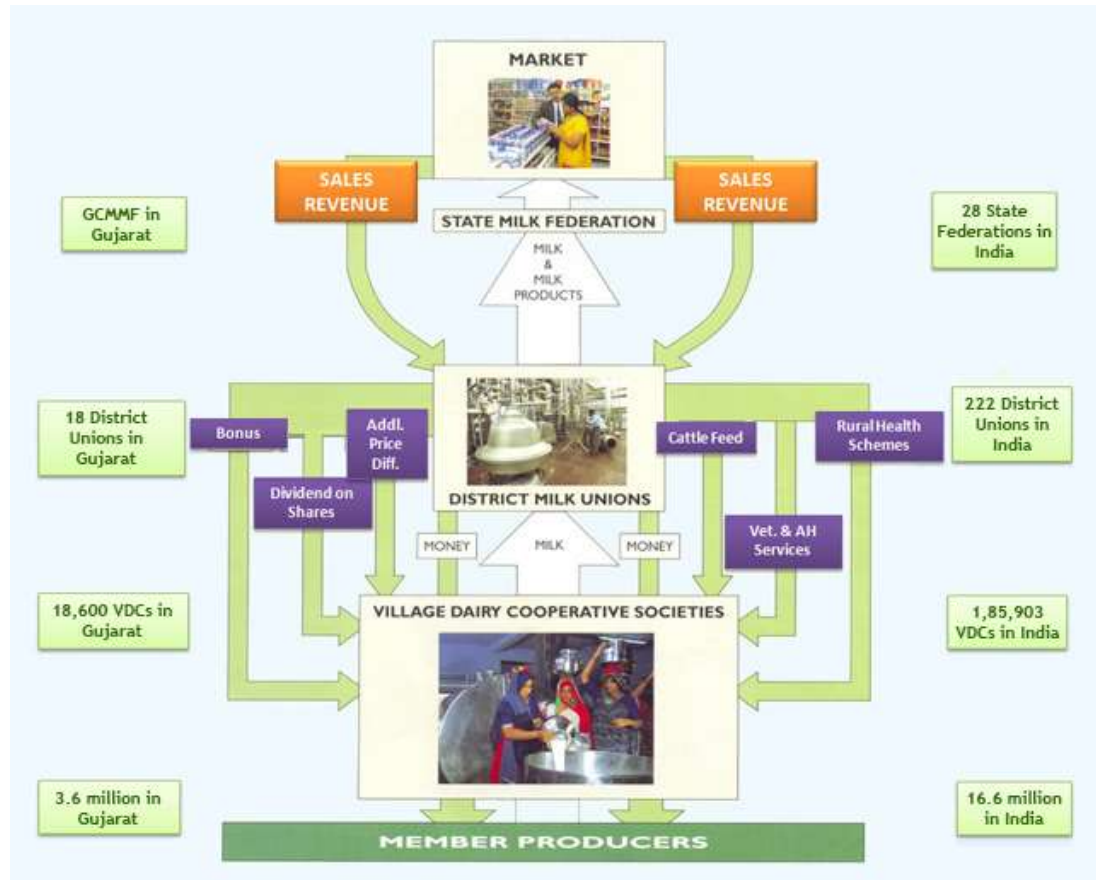 MARKET
SALES
REVENUE
SALES
REVENUE
GCMMF in
Gujarat
STATE MILK FEDERATION
28 State
Federations in
India
MILK
&
MILK
PRODUCTS
18 District
Unions in
Gujarat
Bonus
Addl.
Price
Diff.
Dividend on
Shares
DISTRICT MILK UNIONS
Cattle Feed
Rural Health
Schemes
Vet. & AH
Services
222 District
Unions in
India
MONEY
MILK
MONEY
18,600 VDCs in
Gujarat
VILLAGE DAIRY COOPERATIVE SOCIETIES
1,85,903
VDCs in India
3.6 million in
Gujarat
16.6 million
in India
MEMBER PRODUCERS